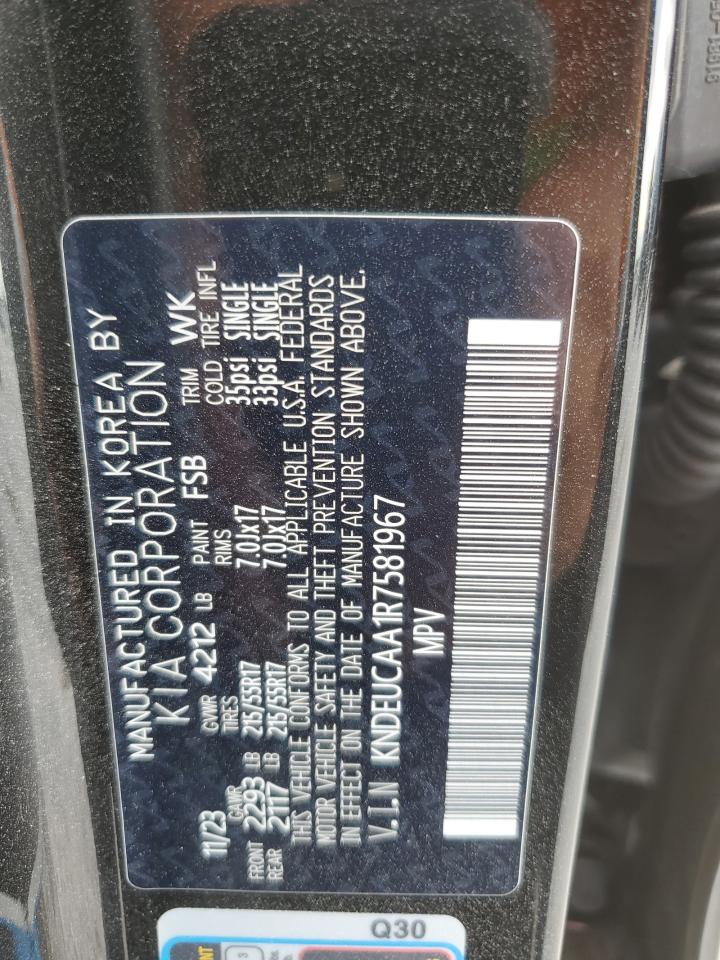 MANUFACTURED IN KOREA BY
KIA CORPORATION
11/23 GVWR 4212 LB PAINT FSB TRIM WK
GAWR TIRES RIMS COLD TIRE INFL
FRONT 2293 LB 215/55R17 7.0Jx17 35psi SINGLE
REAR 2117 LB 215/55R17 7.0Jx17 33psi SINGLE
THIS VEHICLE CONFORMS TO ALL APPLICABLE U.S.A. FEDERAL
MOTOR VEHICLE SAFETY AND THEFT PREVENTION STANDARDS
IN EFFECT ON THE DATE OF MANUFACTURE SHOWN ABOVE.
V.I.N KNDEUCAA1R7581967
MPV
Q30